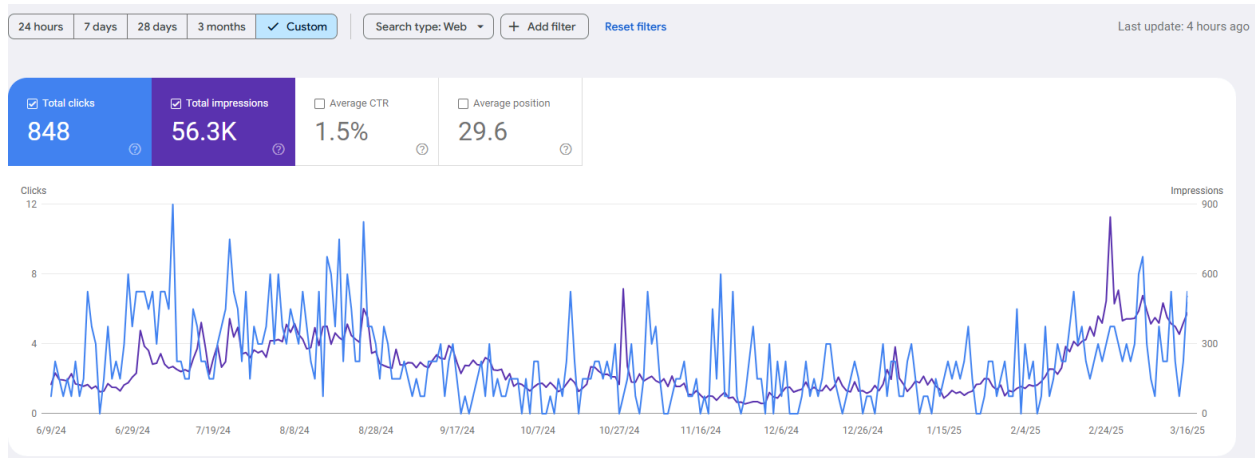 24 hours 7 days 28 days 3 months Custom Search type: Web + Add filter Reset filters Last update: 4 hours ago
Total clicks Total impressions Average CTR Average position
848 56.3K 1.5% 29.6
Clicks Impressions
12 900
8 600
4 300
0 0
6/9/24 6/29/24 7/19/24 8/8/24 8/28/24 9/17/24 10/7/24 10/27/24 11/16/24 12/6/24 12/26/24 1/15/25 2/4/25 2/24/25 3/16/25